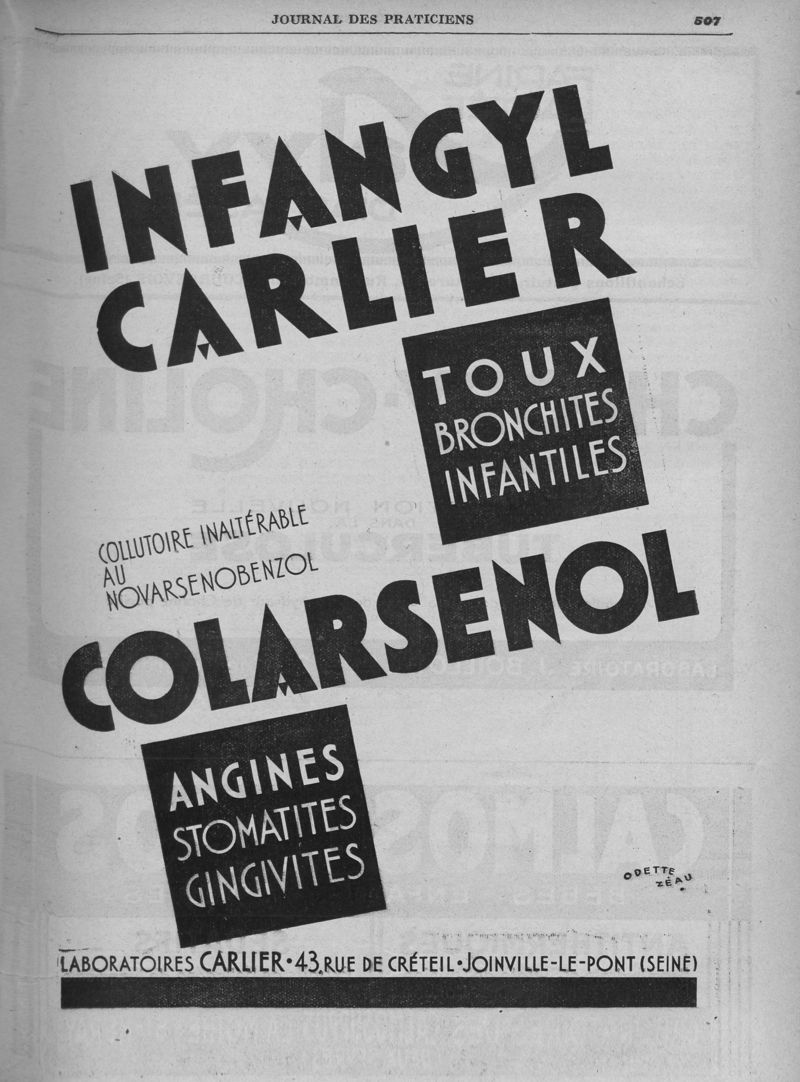 JOURNAL DES PRATICIENS 507
INFANGYL
CARLIER
TOUX
BRONCHITES
INFANTILES
COLLUTOIRE INALTÉRABLE
AU
NOVARSENOBENZOL
COLARSENOL
ANGINES
STOMATITES
GINGIVITES
ODETTE
ZÉAU
LABORATOIRES CARLIER • 43, RUE DE CRÉTEIL • JOINVILLE-LE-PONT (SEINE)